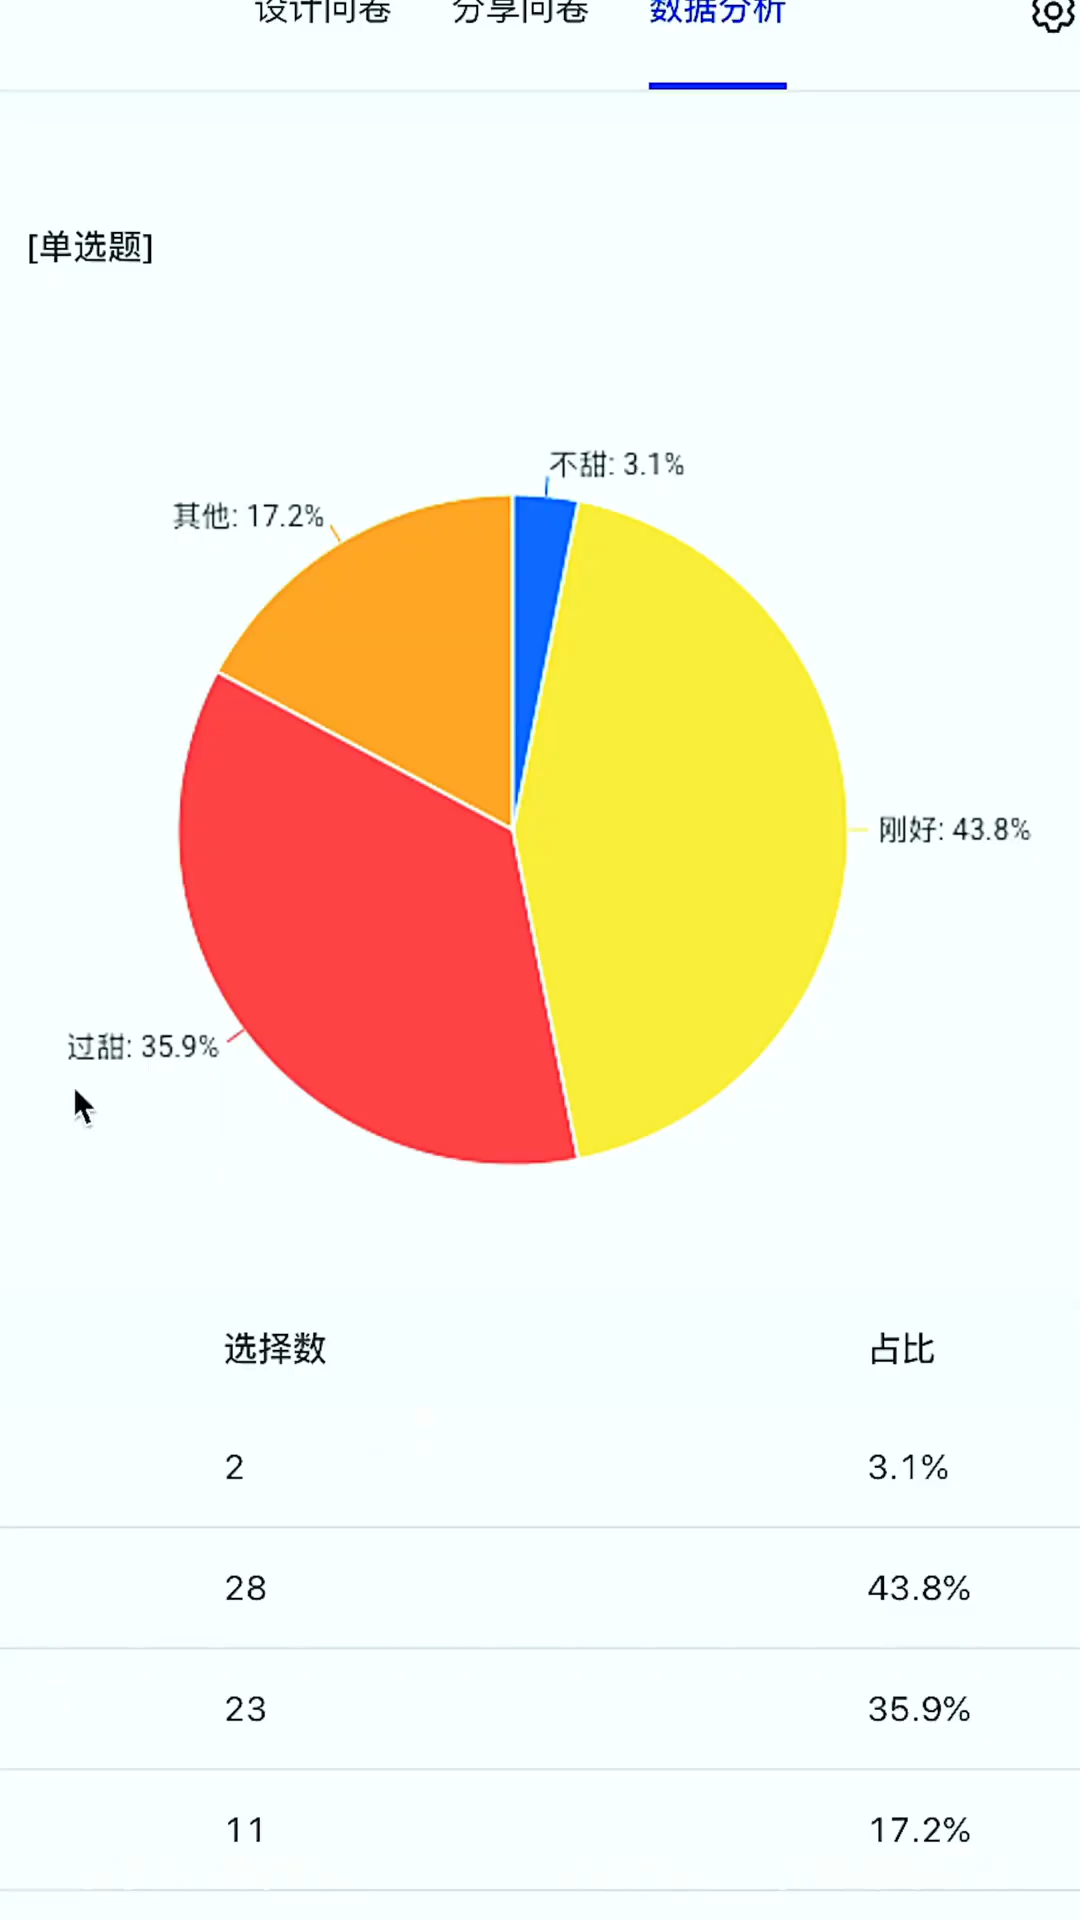 设计问卷 分享问卷 数据分析
[单选题]
不甜: 3.1%
其他: 17.2%
刚好: 43.8%
过甜: 35.9%
选择数 占比
2 3.1%
28 43.8%
23 35.9%
11 17.2%